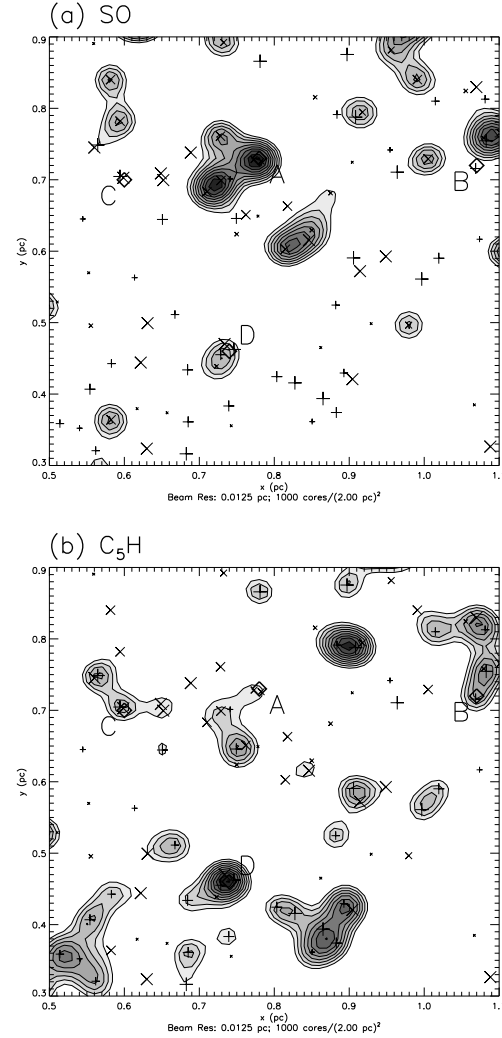 (a) SO
0.9
0.8
0.7
0.6
0.5
0.4
0.3
y (pc)
A
B
C
D
0.5 0.6 0.7 0.8 0.9 1.0 1.
x (pc)
Beam Res: 0.0125 pc; 1000 cores/(2.00 pc)²
(b) C₅H
0.9
0.8
0.7
0.6
0.5
0.4
0.3
y (pc)
A
B
C
D
0.5 0.6 0.7 0.8 0.9 1.0 1.
x (pc)
Beam Res: 0.0125 pc; 1000 cores/(2.00 pc)²